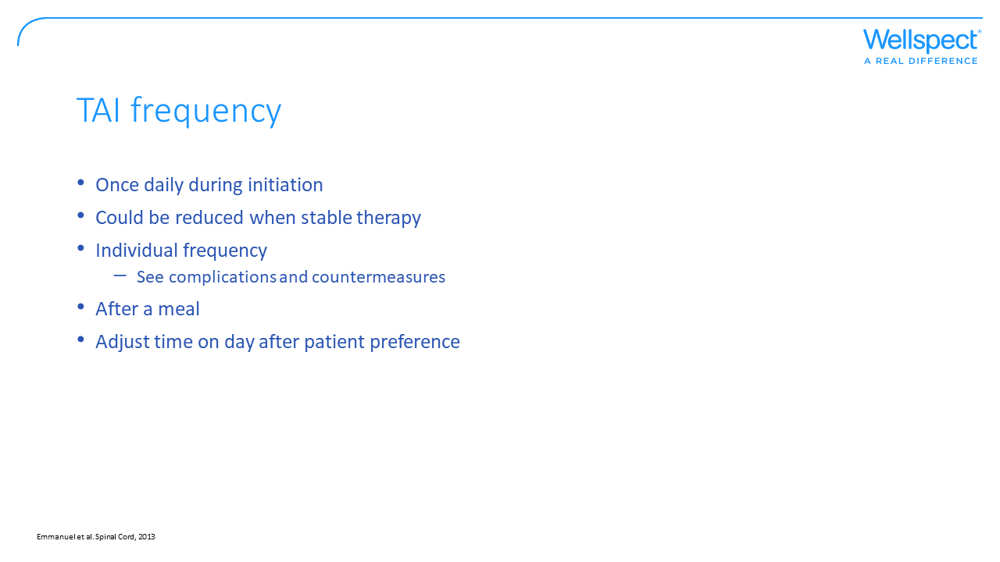 Wellspect®
A REAL DIFFERENCE
TAI frequency
• Once daily during initiation
• Could be reduced when stable therapy
• Individual frequency
– See complications and countermeasures
• After a meal
• Adjust time on day after patient preference
Emmanuel et al. Spinal Cord, 2013